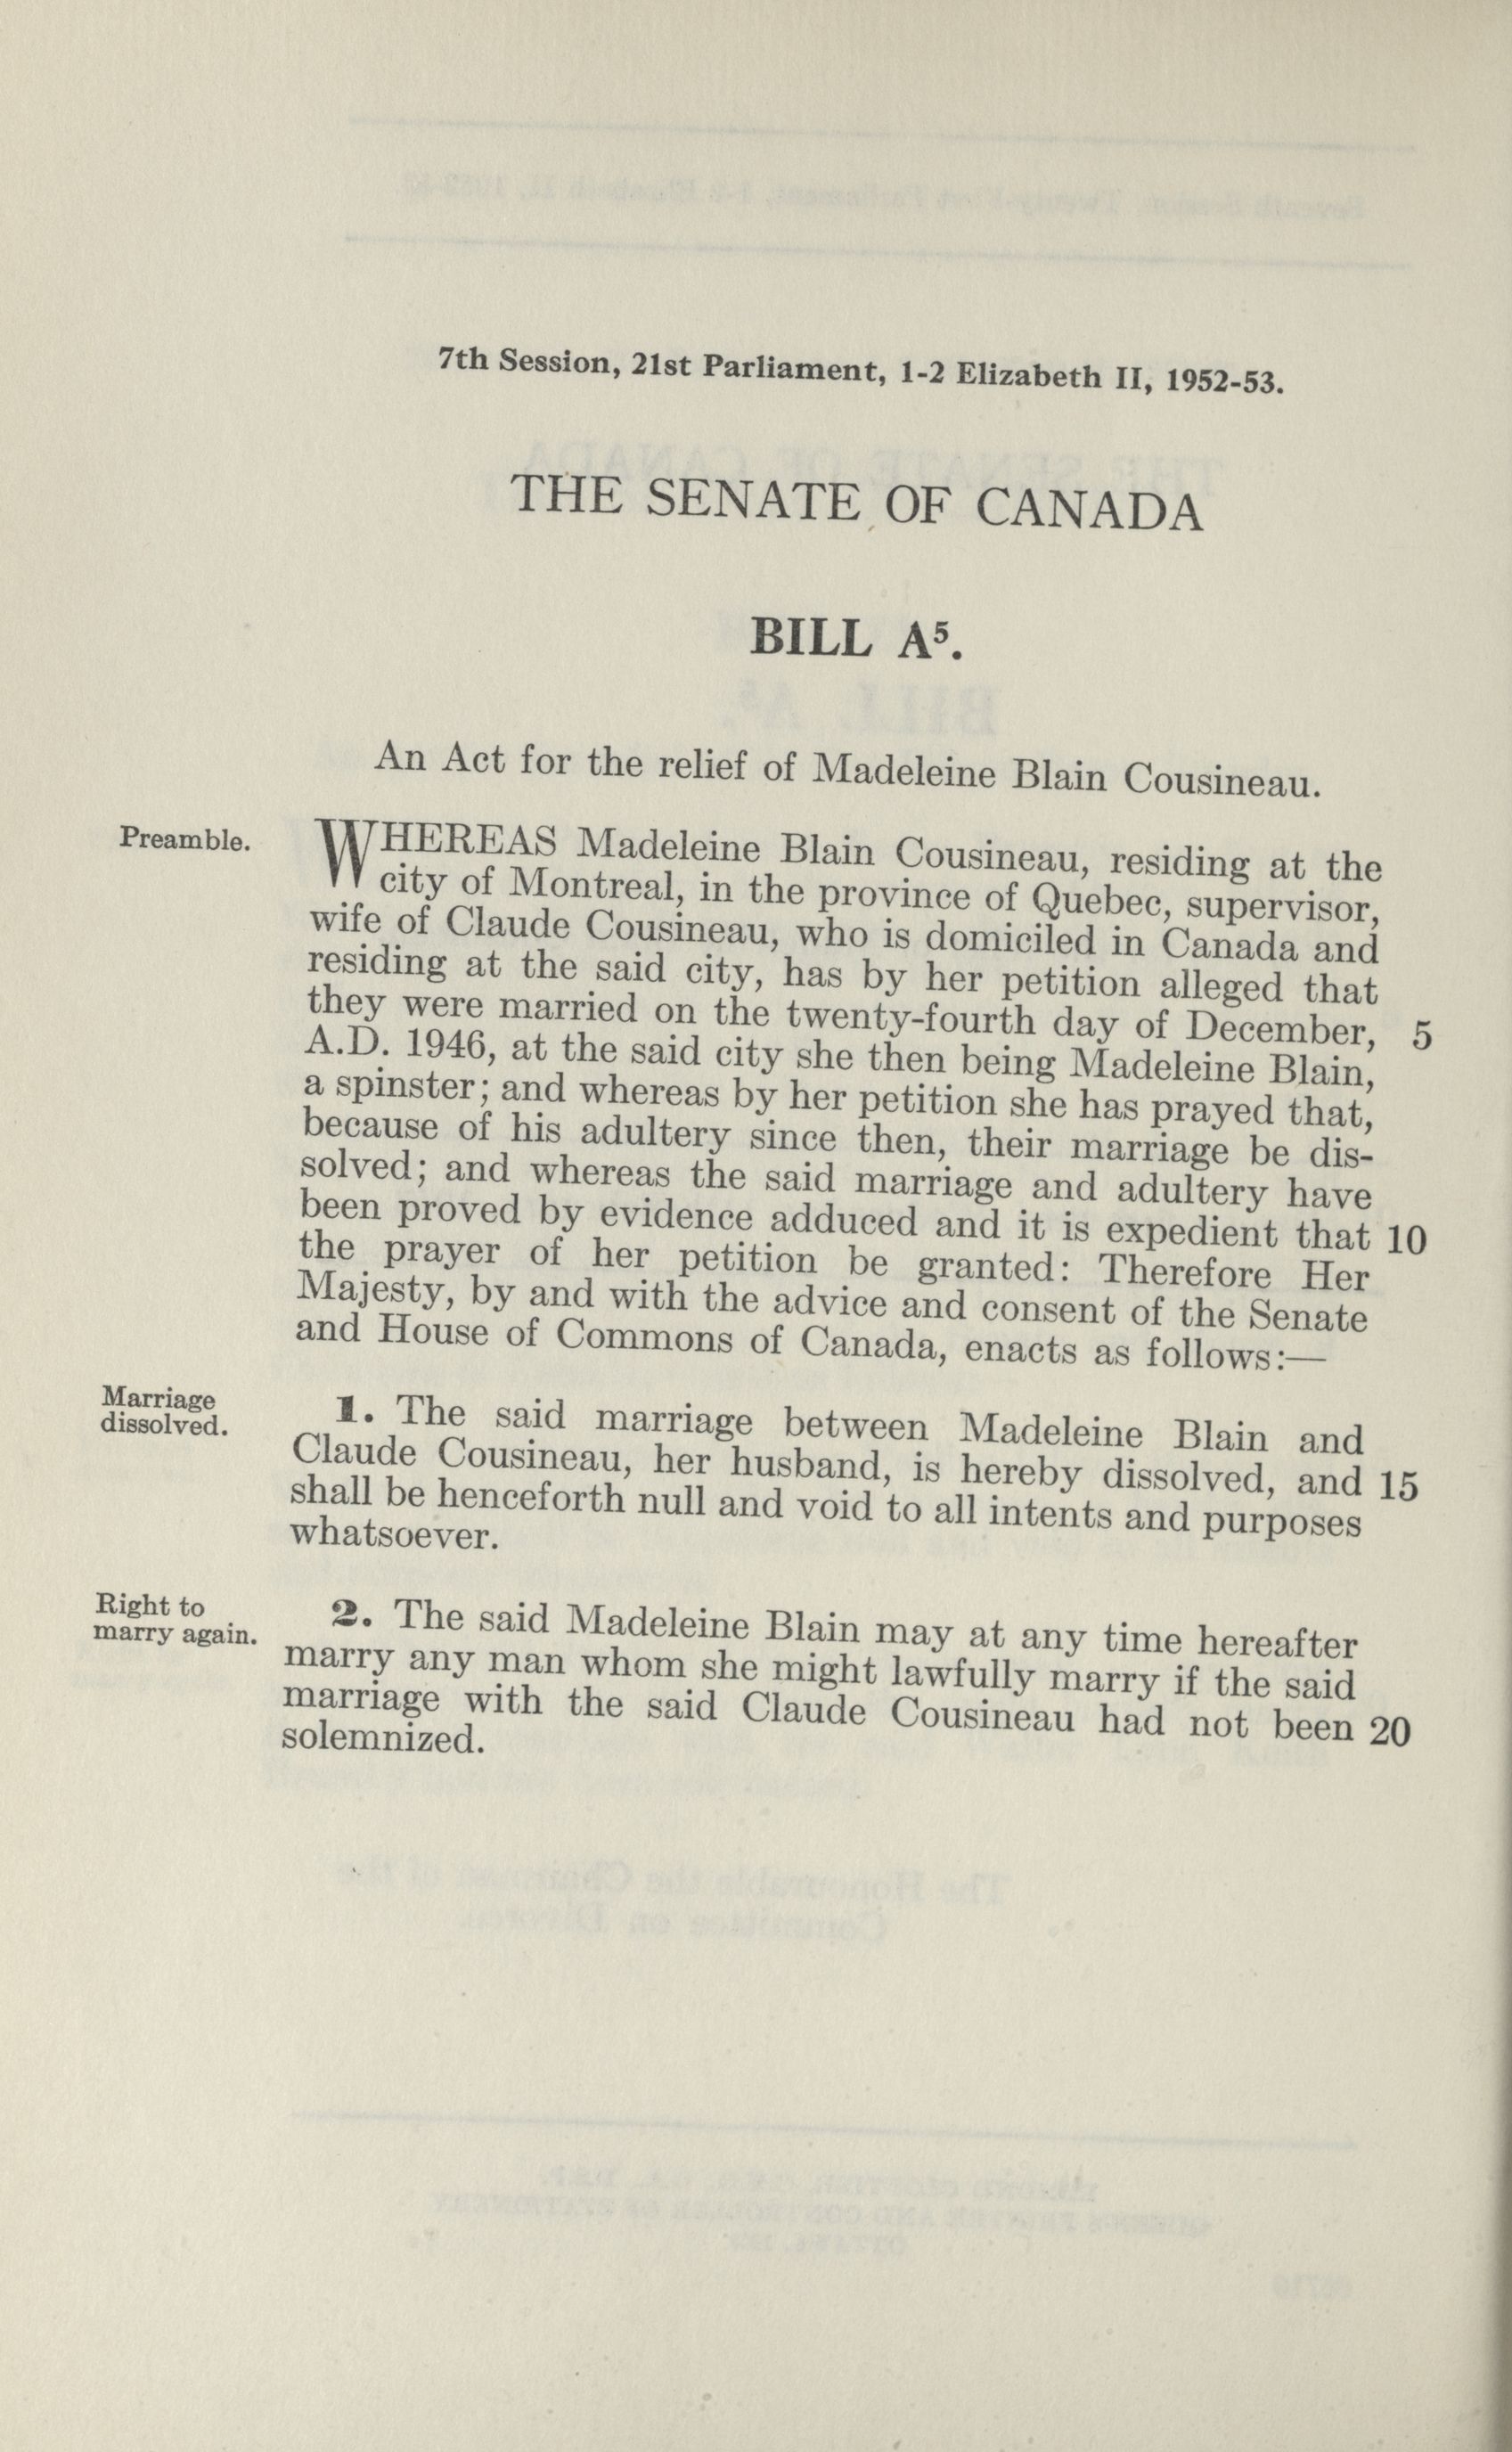 7th Session, 21st Parliament, 1-2 Elizabeth II, 1952-53.
THE SENATE OF CANADA
BILL A⁵.
An Act for the relief of Madeleine Blain Cousineau.
Preamble.
WHEREAS Madeleine Blain Cousineau, residing at the
city of Montreal, in the province of Quebec, supervisor,
wife of Claude Cousineau, who is domiciled in Canada and
residing at the said city, has by her petition alleged that
they were married on the twenty-fourth day of December, 5
A.D. 1946, at the said city she then being Madeleine Blain,
a spinster; and whereas by her petition she has prayed that,
because of his adultery since then, their marriage be dis-
solved; and whereas the said marriage and adultery have
been proved by evidence adduced and it is expedient that 10
the prayer of her petition be granted: Therefore Her
Majesty, by and with the advice and consent of the Senate
and House of Commons of Canada, enacts as follows:—
Marriage
dissolved.
1. The said marriage between Madeleine Blain and
Claude Cousineau, her husband, is hereby dissolved, and 15
shall be henceforth null and void to all intents and purposes
whatsoever.
Right to
marry again.
2. The said Madeleine Blain may at any time hereafter
marry any man whom she might lawfully marry if the said
marriage with the said Claude Cousineau had not been 20
solemnized.